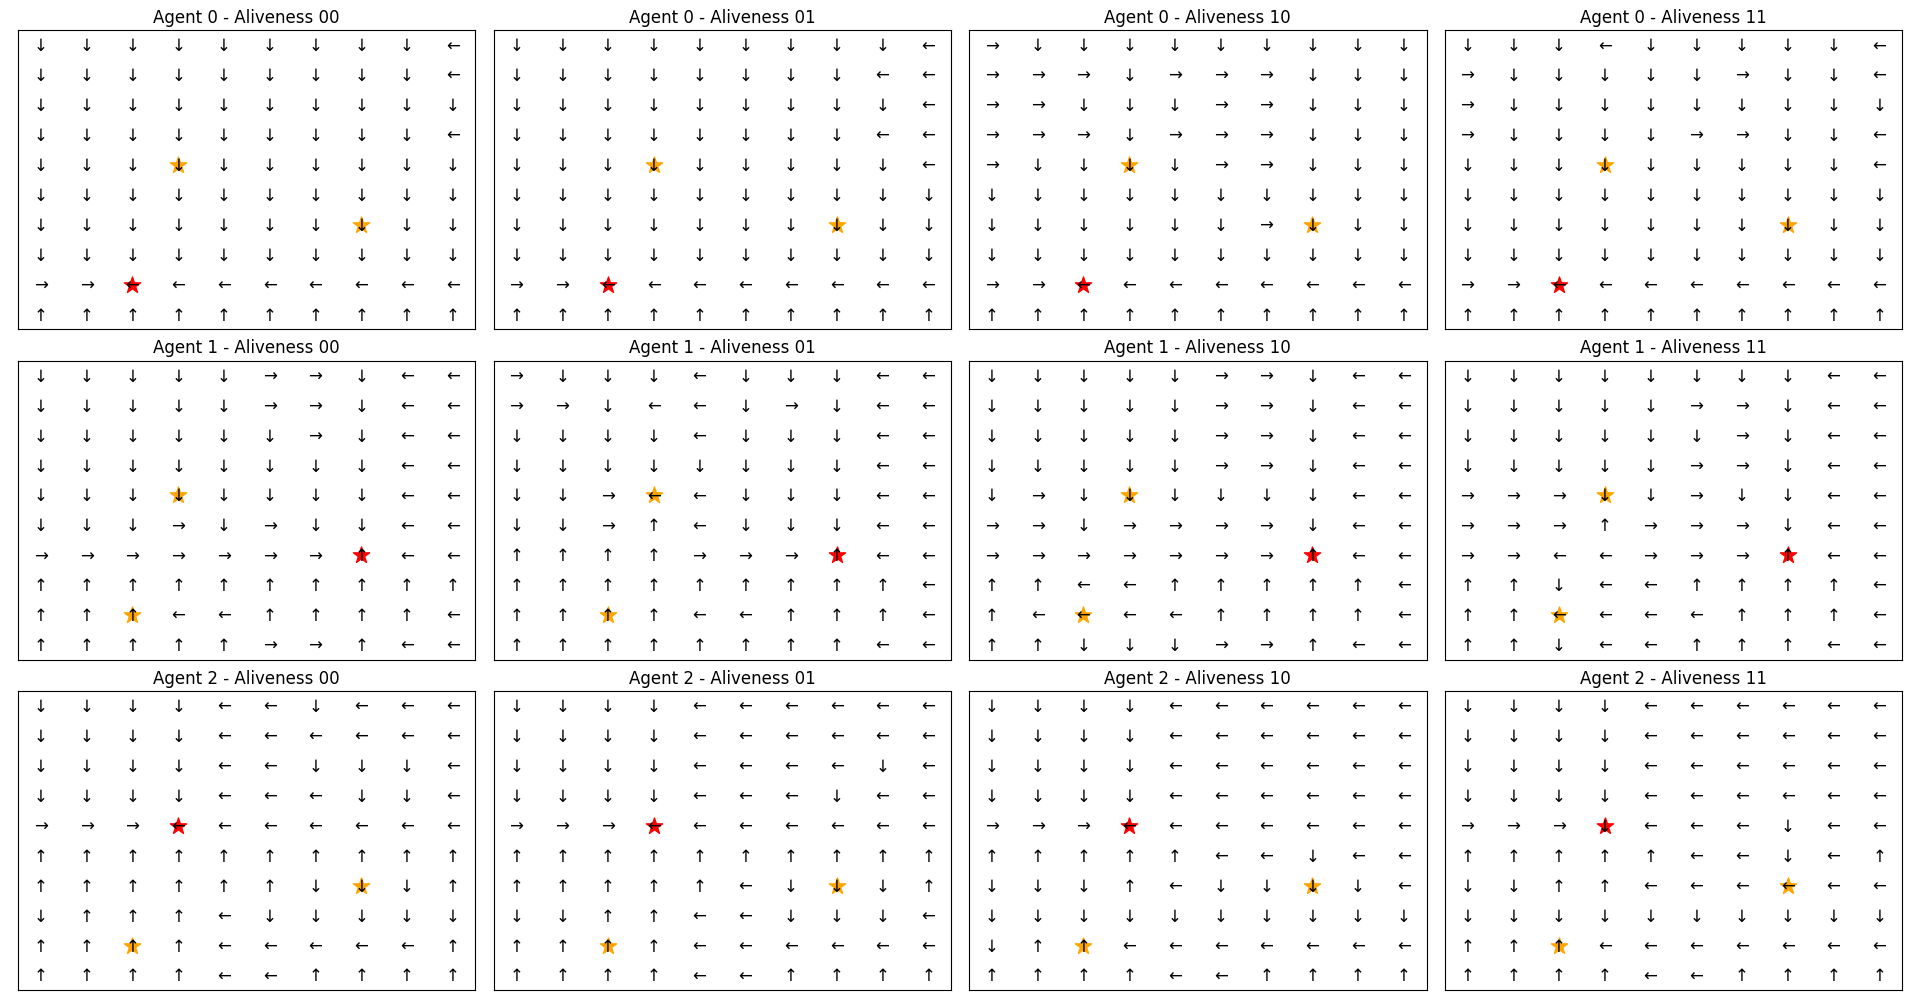 Agent 0 - Aliveness 00
Agent 0 - Aliveness 01
Agent 0 - Aliveness 10
Agent 0 - Aliveness 11
Agent 1 - Aliveness 00
Agent 1 - Aliveness 01
Agent 1 - Aliveness 10
Agent 1 - Aliveness 11
Agent 2 - Aliveness 00
Agent 2 - Aliveness 01
Agent 2 - Aliveness 10
Agent 2 - Aliveness 11